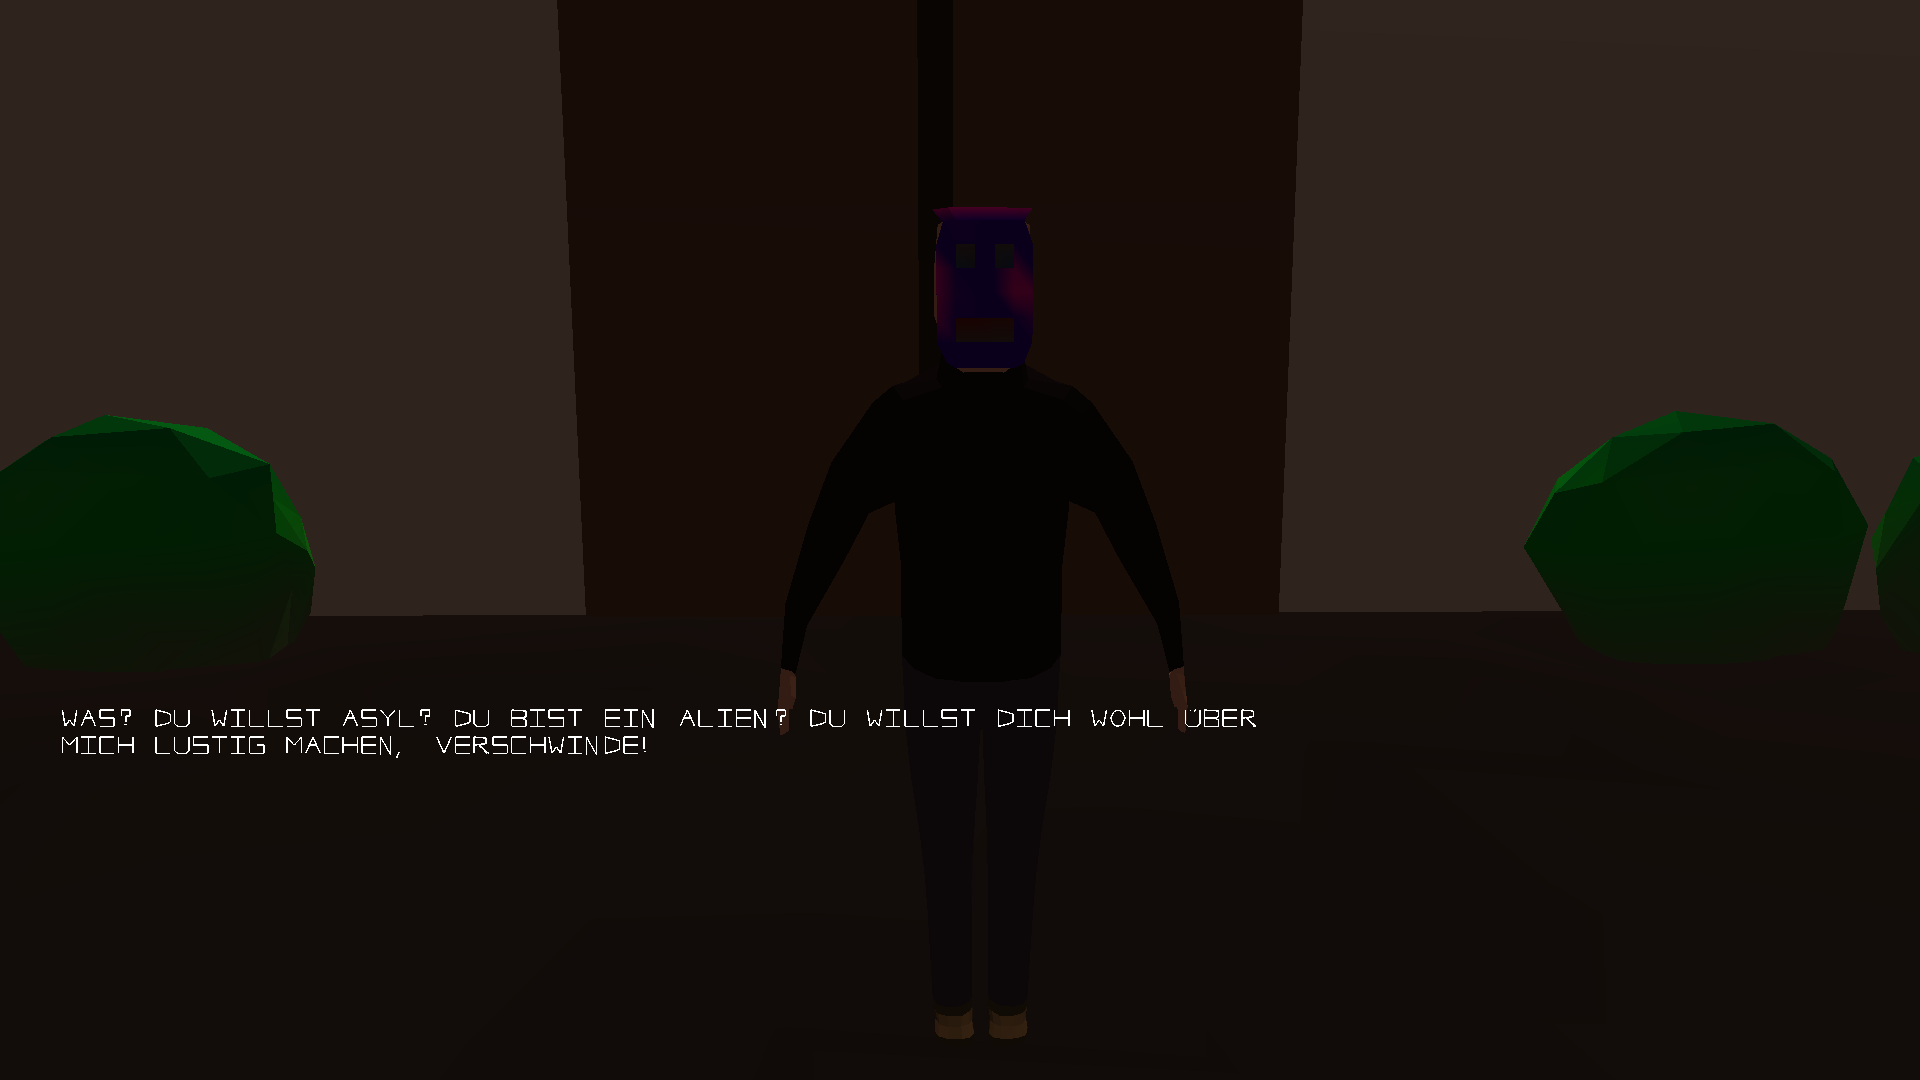 WAS? DU WILLST ASYL? DU BIST EIN ALIEN? DU WILLST DICH WOHL ÜBER
MICH LUSTIG MACHEN, VERSCHWINDE!